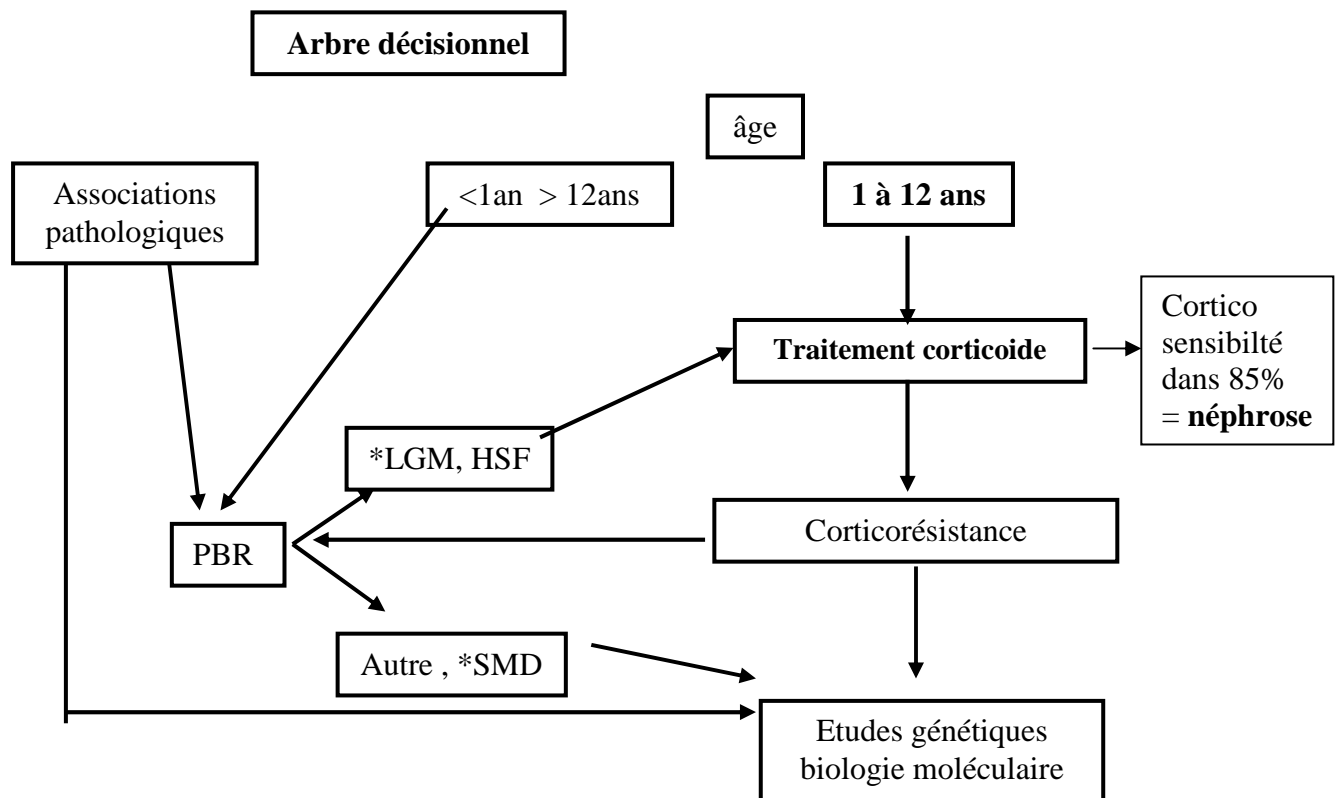 Arbre décisionnel
âge
Associations
pathologiques
<1an > 12ans
1 à 12 ans
Traitement corticoide
Cortico
sensibilté
dans 85%
= néphrose
*LGM, HSF
PBR
Corticorésistance
Autre , *SMD
Etudes génétiques
biologie moléculaire